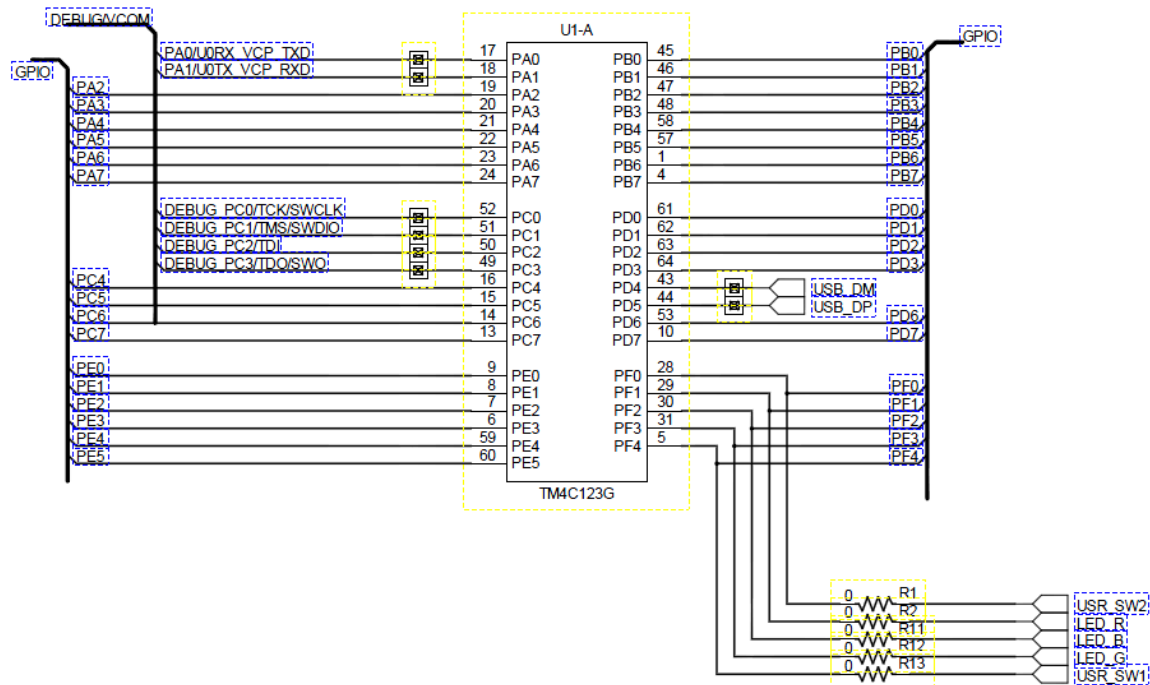 DEBUG/VCOM
GPIO
U1-A
GPIO
PA0/U0RX_VCP_TXD 17 PA0 PB0 45 PB0
PA1/U0TX_VCP_RXD 18 PA1 PB1 46 PB1
PA2 19 PA2 PB2 47 PB2
PA3 20 PA3 PB3 48 PB3
PA4 21 PA4 PB4 58 PB4
PA5 22 PA5 PB5 57 PB5
PA6 23 PA6 PB6 1 PB6
PA7 24 PA7 PB7 4 PB7
DEBUG_PC0/TCK/SWCLK 52 PC0 PD0 61 PD0
DEBUG_PC1/TMS/SWDIO 51 PC1 PD1 62 PD1
DEBUG_PC2/TDI 50 PC2 PD2 63 PD2
DEBUG_PC3/TDO/SWO 49 PC3 PD3 64 PD3
PC4 16 PC4 PD4 43 USB_DM
PC5 15 PC5 PD5 44 USB_DP
PC6 14 PC6 PD6 53 PD6
PC7 13 PC7 PD7 10 PD7
PE0 9 PE0 PF0 28 PF0
PE1 8 PE1 PF1 29 PF1
PE2 7 PE2 PF2 30 PF2
PE3 6 PE3 PF3 31 PF3
PE4 59 PE4 PF4 5 PF4
PE5 60 PE5
TM4C123G
0 R1 USR_SW2
0 R2 LED_R
0 R11 LED_B
0 R12 LED_G
0 R13 USR_SW1